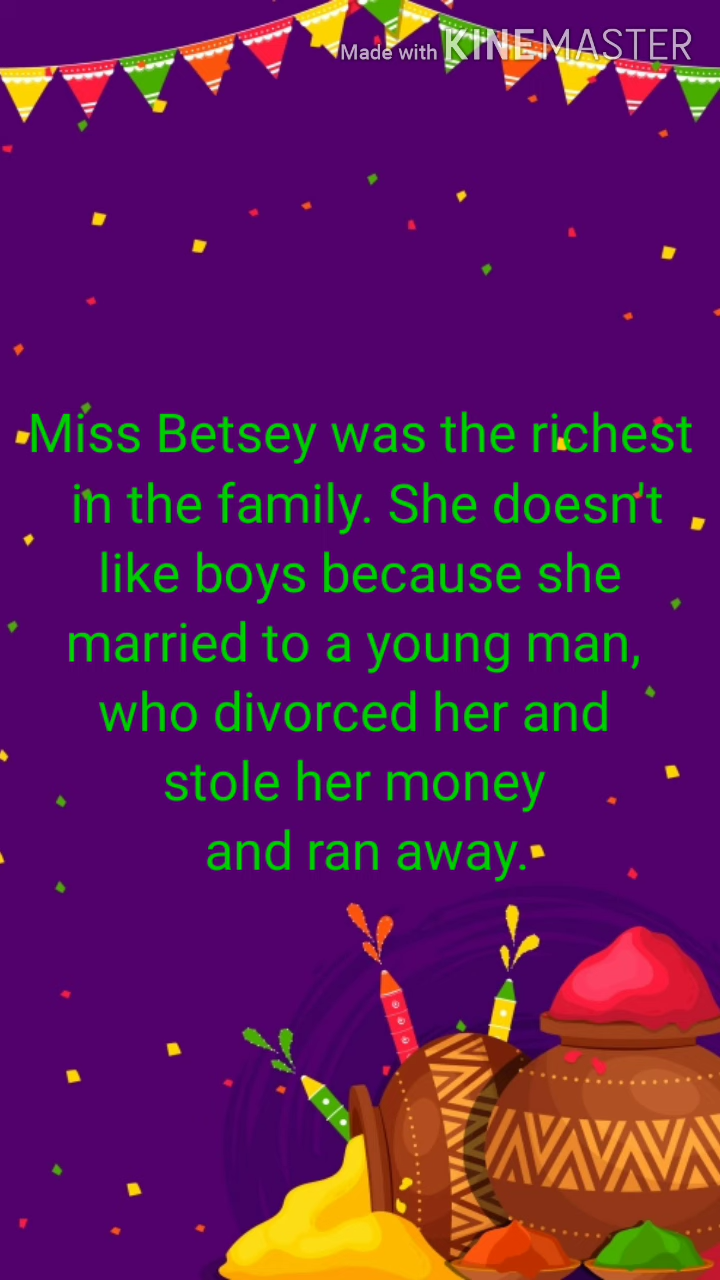 Made with KINEMASTER
Miss Betsey was the richest
in the family. She doesn't
like boys because she
married to a young man,
who divorced her and
stole her money
and ran away.